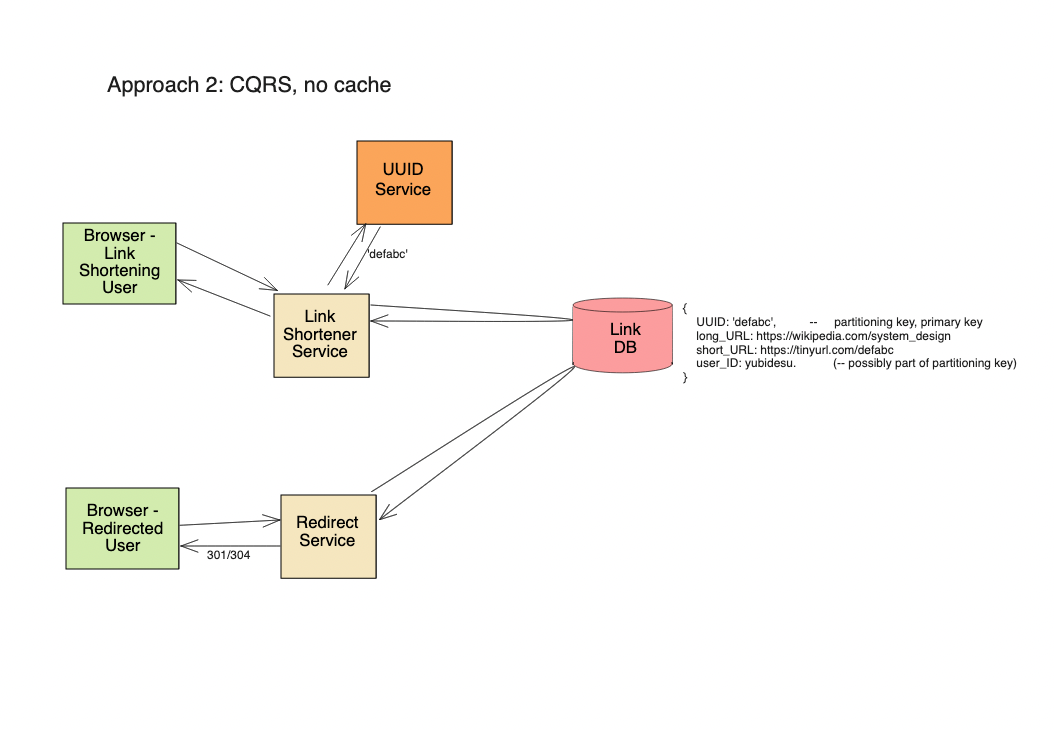 Approach 2: CQRS, no cache
UUID
Service
Browser -
Link
Shortening
User
'defabc'
Link
Shortener
Service
Link
DB
{
UUID: 'defabc', -- partitioning key, primary key
long_URL: https://wikipedia.com/system_design
short_URL: https://tinyurl.com/defabc
user_ID: yubidesu. (-- possibly part of partitioning key)
}
Browser -
Redirected
User
301/304
Redirect
Service